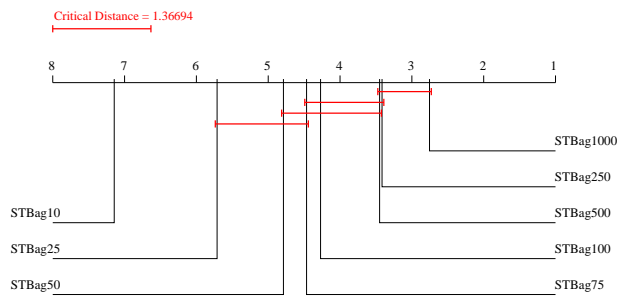 Critical Distance = 1.36694
8 7 6 5 4 3 2 1
STBag1000
STBag250
STBag10 STBag500
STBag25 STBag100
STBag50 STBag75